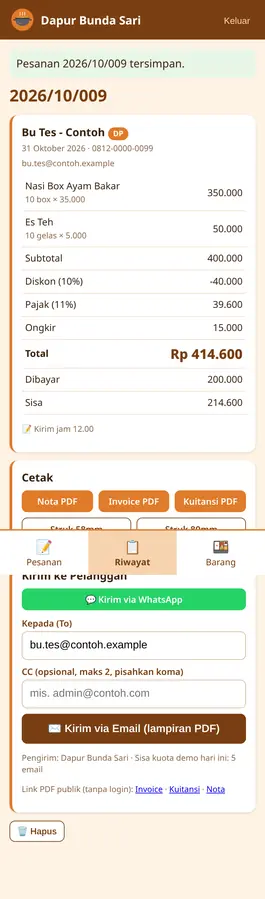 Dapur Bunda Sari
Keluar
Pesanan 2026/10/009 tersimpan.
2026/10/009
Bu Tes - Contoh DP
31 Oktober 2026 · 0812-0000-0099
bu.tes@contoh.example
Nasi Box Ayam Bakar
10 box × 35.000
350.000
Es Teh
10 gelas × 5.000
50.000
Subtotal 400.000
Diskon (10%) -40.000
Pajak (11%) 39.600
Ongkir 15.000
Total Rp 414.600
Dibayar 200.000
Sisa 214.600
📝 Kirim jam 12.00
Cetak
Nota PDF Invoice PDF Kuitansi PDF
Struk 58mm Struk 80mm
Pesanan Riwayat Barang
Kirim ke Pelanggan
💬 Kirim via WhatsApp
Kepada (To)
bu.tes@contoh.example
CC (opsional, maks 2, pisahkan koma)
mis. admin@contoh.com
✉️ Kirim via Email (lampiran PDF)
Pengirim: Dapur Bunda Sari · Sisa kuota demo hari ini: 5
email
Link PDF publik (tanpa login): Invoice · Kuitansi · Nota
🗑️ Hapus